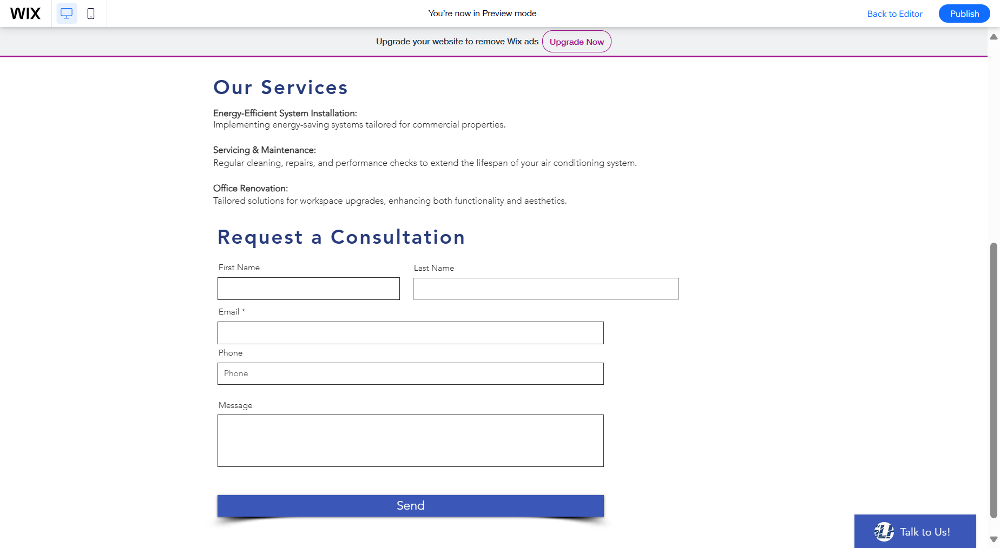 WIX
You're now in Preview mode
Back to Editor
Publish
Upgrade your website to remove Wix ads
Upgrade Now
Our Services
Energy-Efficient System Installation:
Implementing energy-saving systems tailored for commercial properties.
Servicing & Maintenance:
Regular cleaning, repairs, and performance checks to extend the lifespan of your air conditioning system.
Office Renovation:
Tailored solutions for workspace upgrades, enhancing both functionality and aesthetics.
Request a Consultation
First Name
Last Name
Email *
Phone
Phone
Message
Send
Talk to Us!